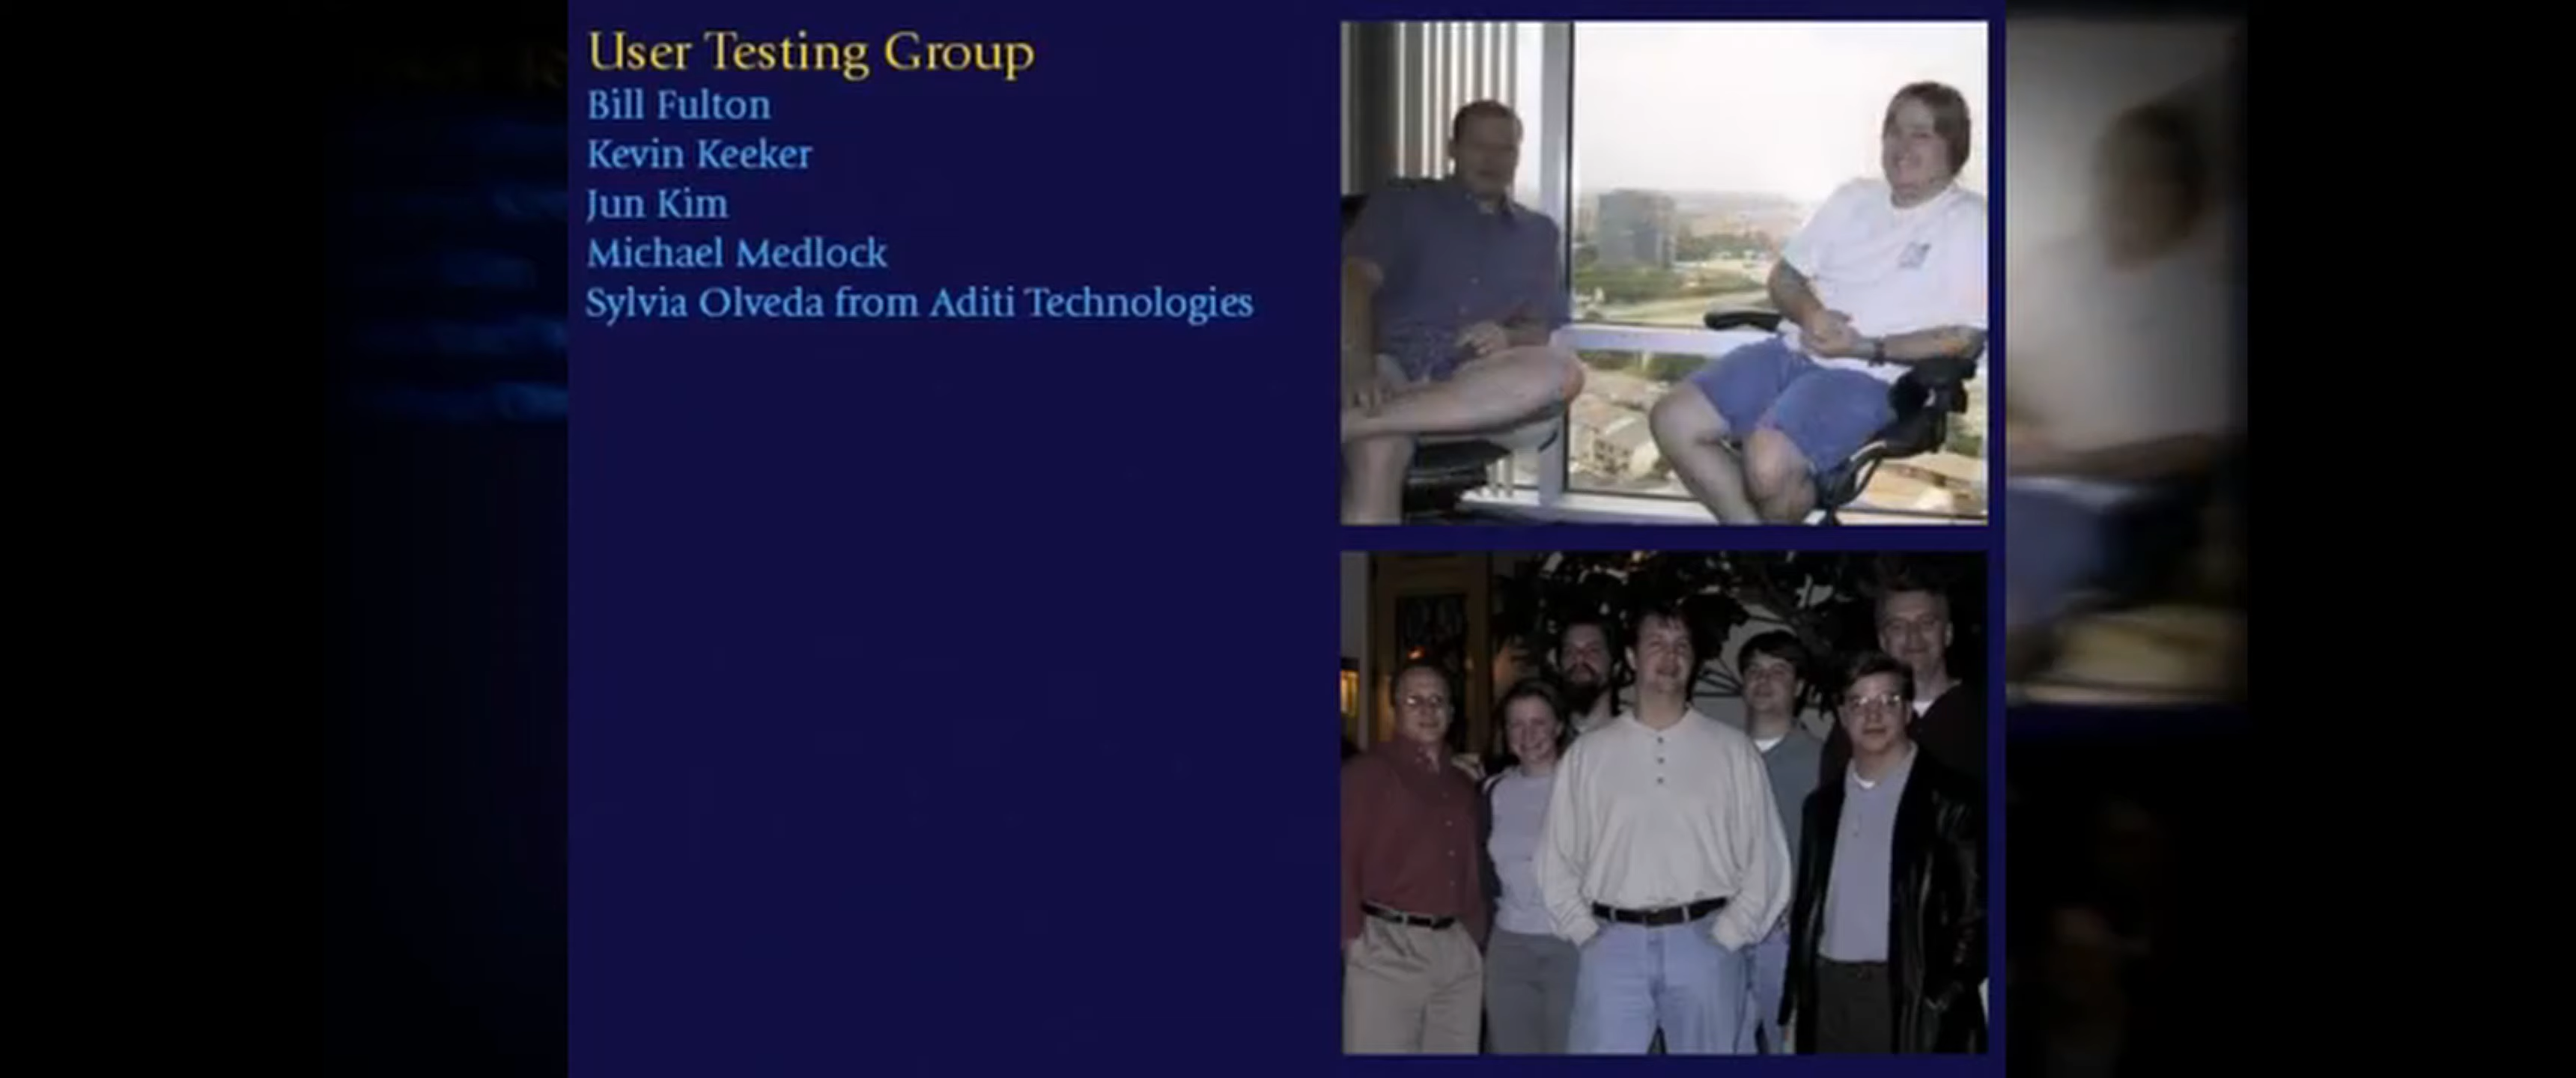 User Testing Group
Bill Fulton
Kevin Keeker
Jun Kim
Michael Medlock
Sylvia Olveda from Aditi Technologies